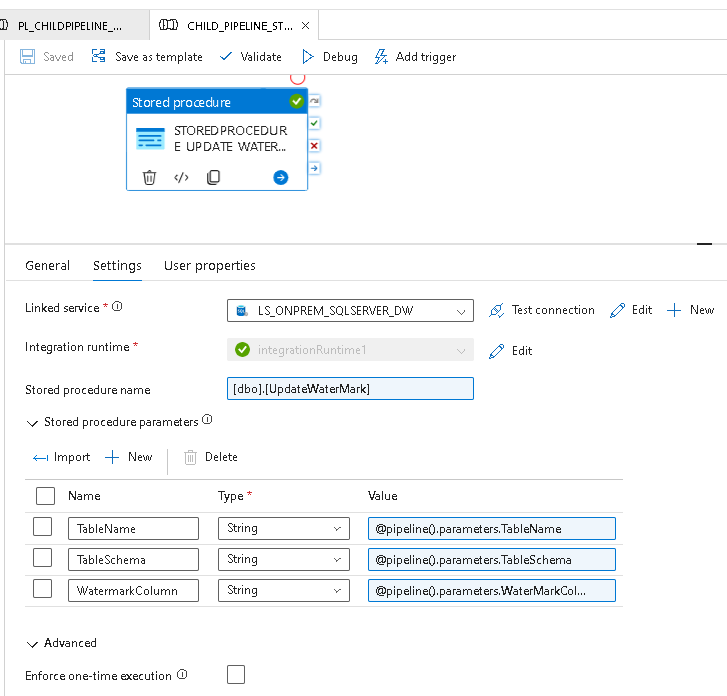 PL_CHILDPIPELINE_...
CHILD_PIPELINE_ST...
Saved
Save as template
Validate
Debug
Add trigger
Stored procedure
STOREDPROCEDUR
E_UPDATE_WATER...
General
Settings
User properties
Linked service *
LS_ONPREM_SQLSERVER_DW
Test connection
Edit
New
Integration runtime *
integrationRuntime1
Edit
Stored procedure name
[dbo].[UpdateWaterMark]
Stored procedure parameters
Import
New
Delete
Name Type * Value
TableName String @pipeline().parameters.TableName
TableSchema String @pipeline().parameters.TableSchema
WatermarkColumn String @pipeline().parameters.WaterMarkCol...
Advanced
Enforce one-time execution